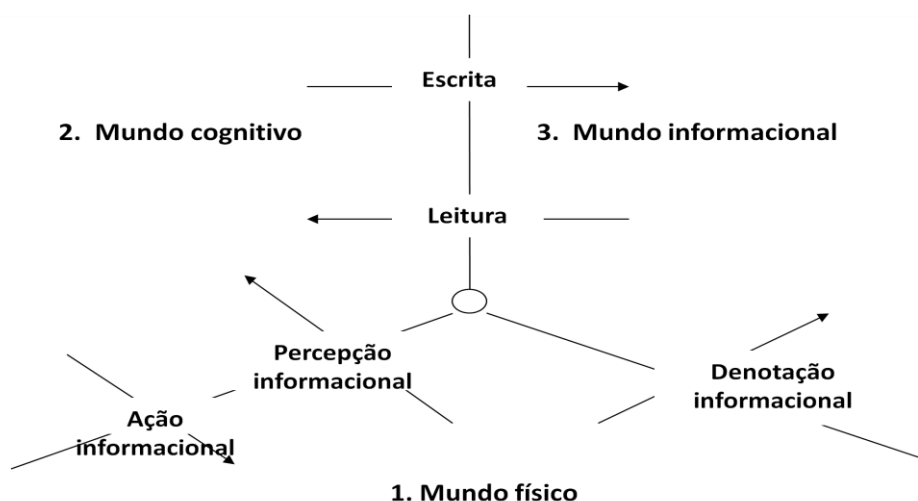 Escrita
2. Mundo cognitivo
3. Mundo informacional
Leitura
Percepção
informacional
Denotação
informacional
Ação
informacional
1. Mundo físico